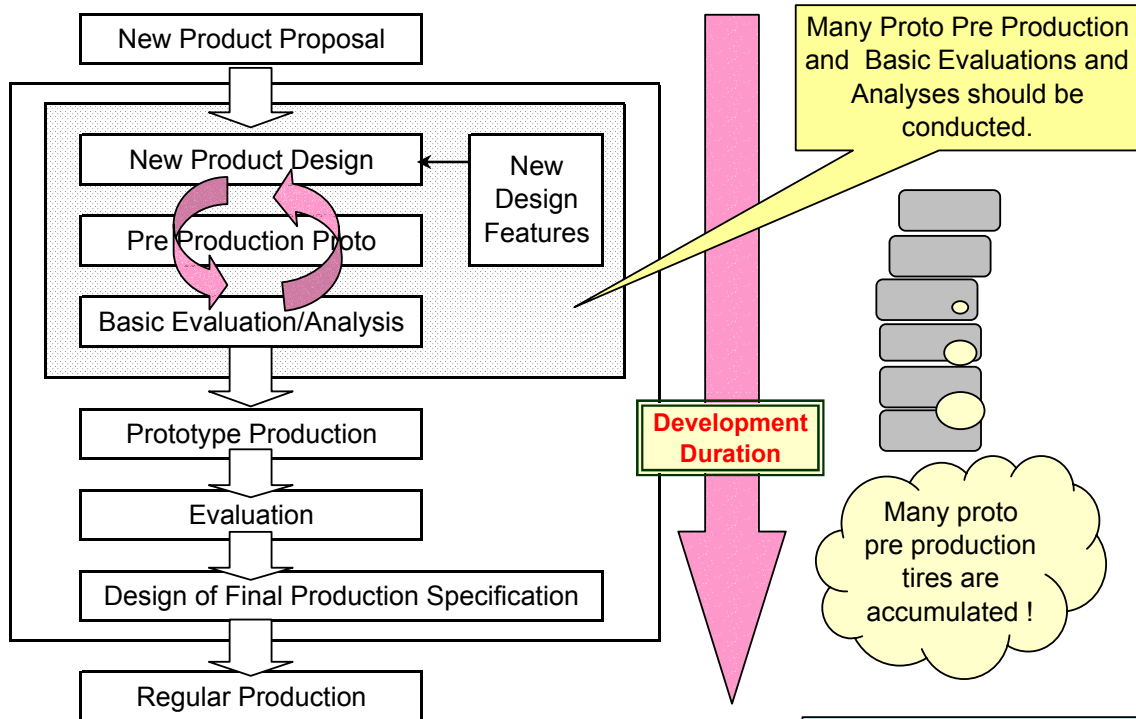 New Product Proposal
New Product Design
New
Design
Features
Pre Production Proto
Basic Evaluation/Analysis
Prototype Production
Evaluation
Design of Final Production Specification
Regular Production
Development
Duration
Many Proto Pre Production
and Basic Evaluations and
Analyses should be
conducted.
Many proto
pre production
tires are
accumulated !